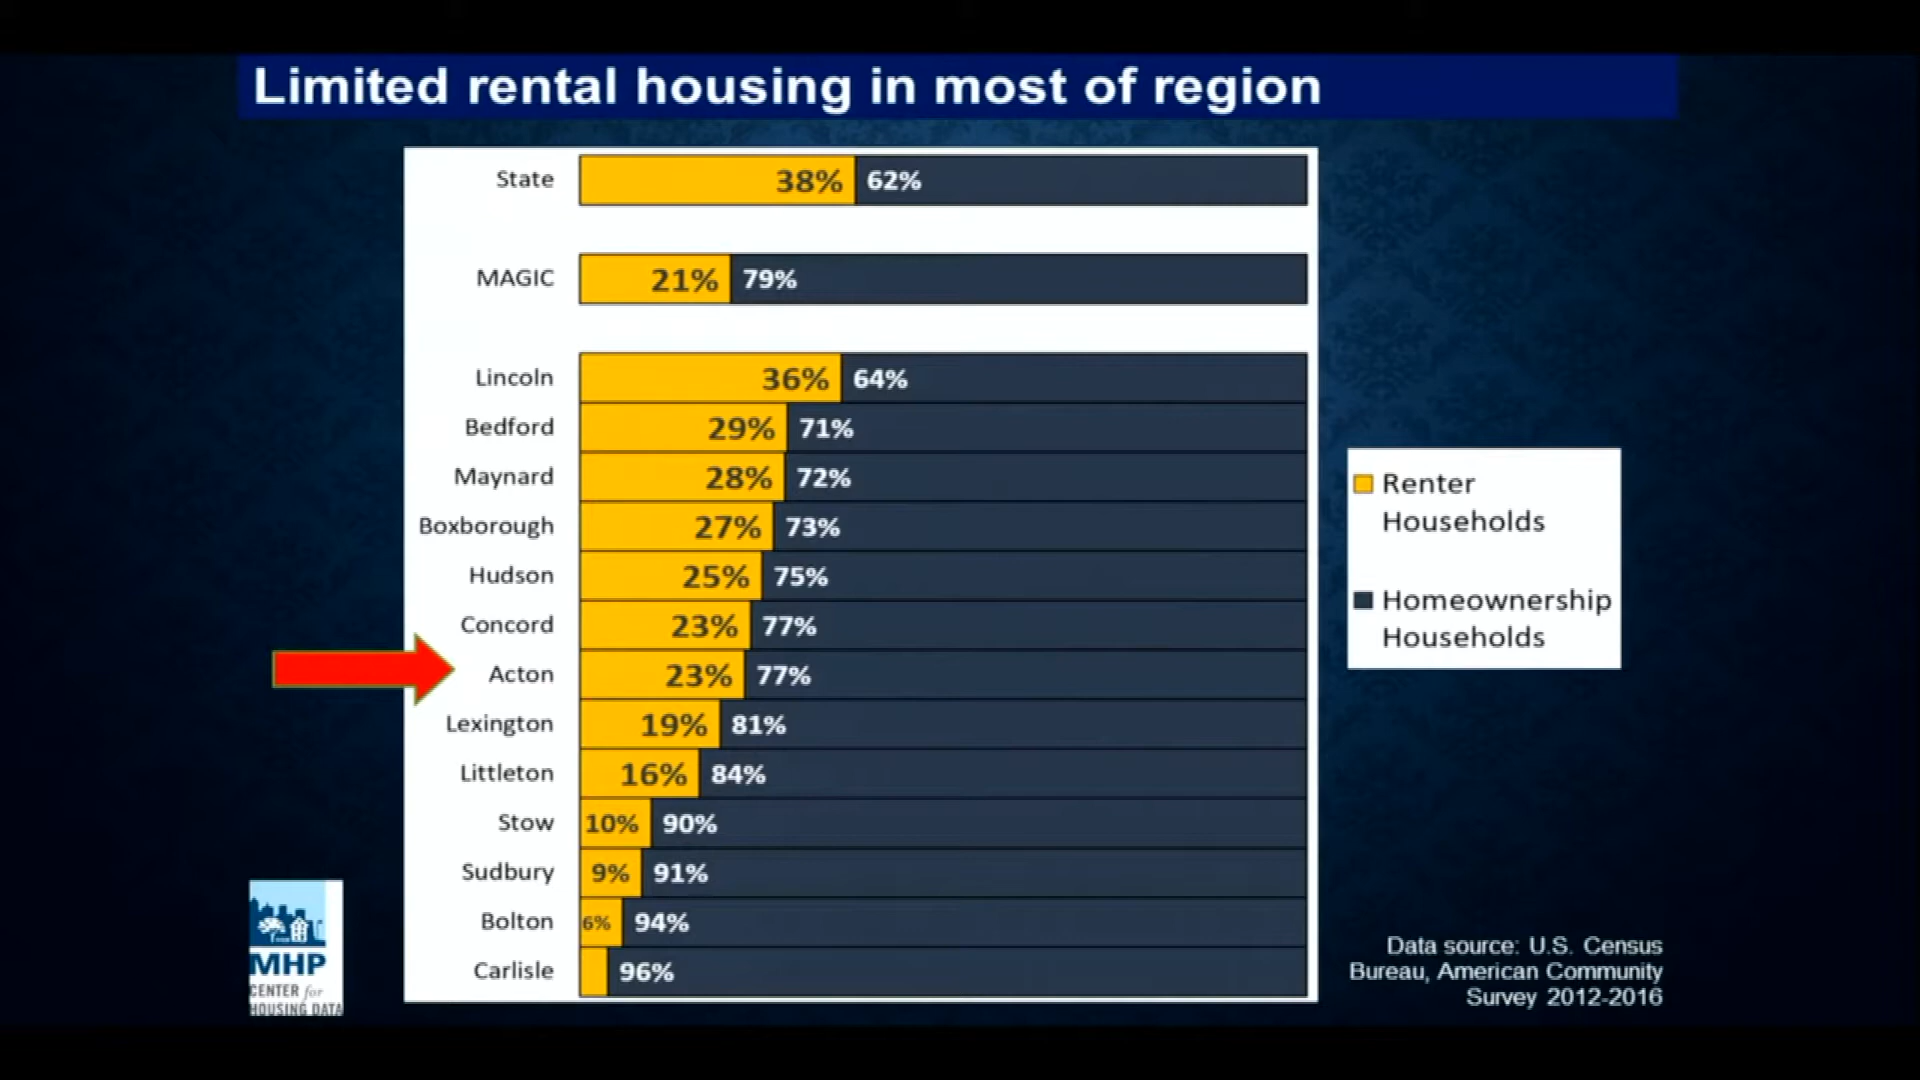 Limited rental housing in most of region
State 38% 62%
MAGIC 21% 79%
Lincoln 36% 64%
Bedford 29% 71%
Maynard 28% 72%
Boxborough 27% 73%
Hudson 25% 75%
Concord 23% 77%
Acton 23% 77%
Lexington 19% 81%
Littleton 16% 84%
Stow 10% 90%
Sudbury 9% 91%
Bolton 6% 94%
Carlisle 96%
Renter
Households
Homeownership
Households
MHP
CENTER for
HOUSING DATA
Data source: U.S. Census
Bureau, American Community
Survey 2012-2016